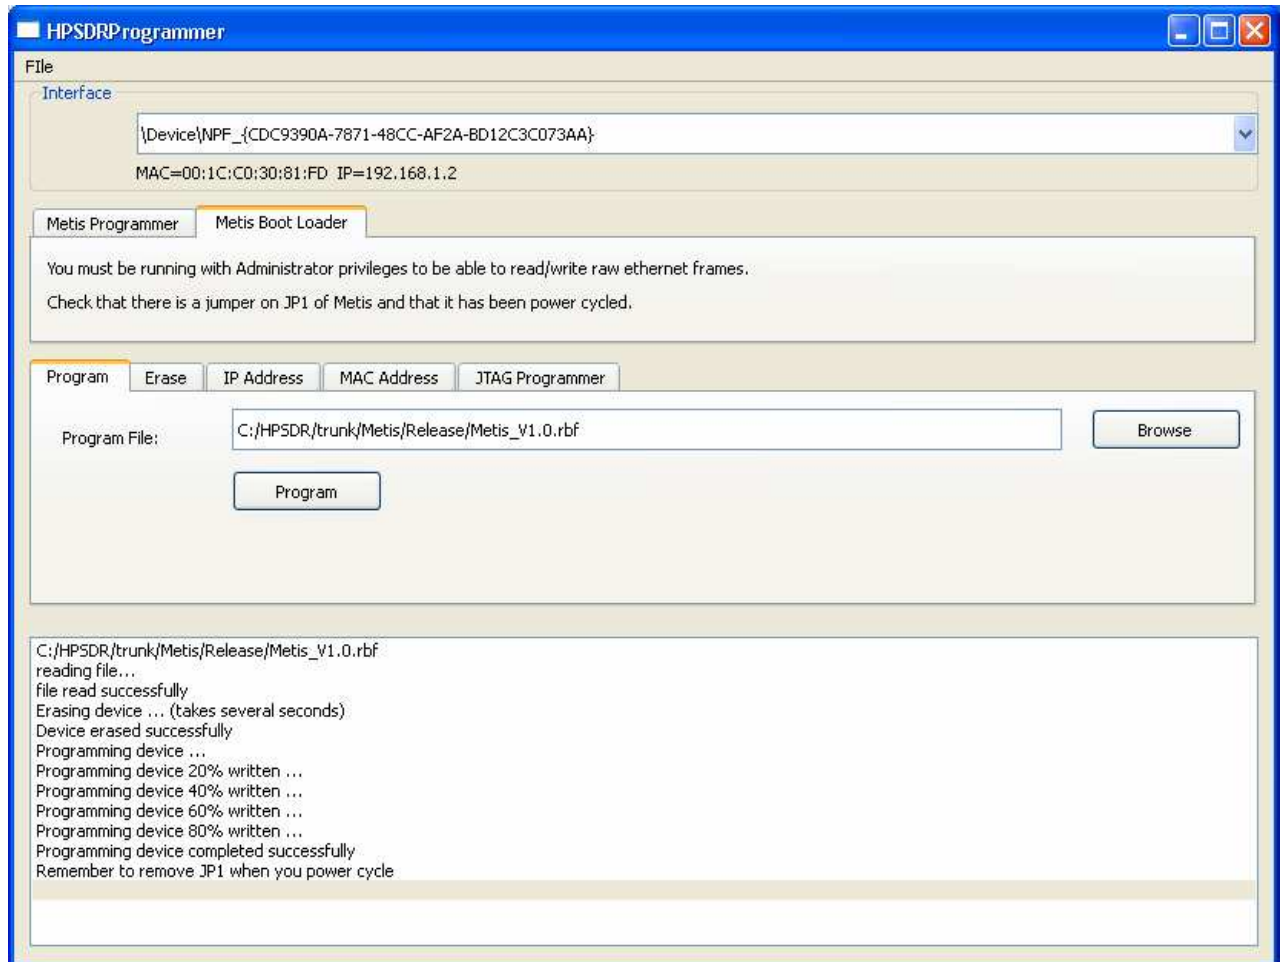 HPSDRProgrammer
FIle
Interface
\Device\NPF_{CDC9390A-7871-48CC-AF2A-BD12C3C073AA}
MAC=00:1C:C0:30:81:FD IP=192.168.1.2
Metis Programmer Metis Boot Loader
You must be running with Administrator privileges to be able to read/write raw ethernet frames.
Check that there is a jumper on JP1 of Metis and that it has been power cycled.
Program Erase IP Address MAC Address JTAG Programmer
Program File: C:/HPSDR/trunk/Metis/Release/Metis_V1.0.rbf Browse
Program
C:/HPSDR/trunk/Metis/Release/Metis_V1.0.rbf
reading file...
file read successfully
Erasing device ... (takes several seconds)
Device erased successfully
Programming device ...
Programming device 20% written ...
Programming device 40% written ...
Programming device 60% written ...
Programming device 80% written ...
Programming device completed successfully
Remember to remove JP1 when you power cycle